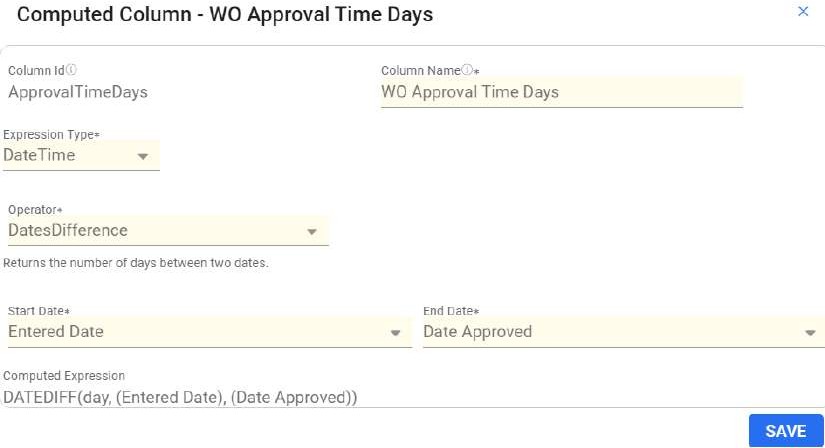 Computed Column - WO Approval Time Days
Column Id Column Name*
ApprovalTimeDays WO Approval Time Days
Expression Type*
DateTime
Operator*
DatesDifference
Returns the number of days between two dates.
Start Date* End Date*
Entered Date Date Approved
Computed Expression
DATEDIFF(day, (Entered Date), (Date Approved))
SAVE